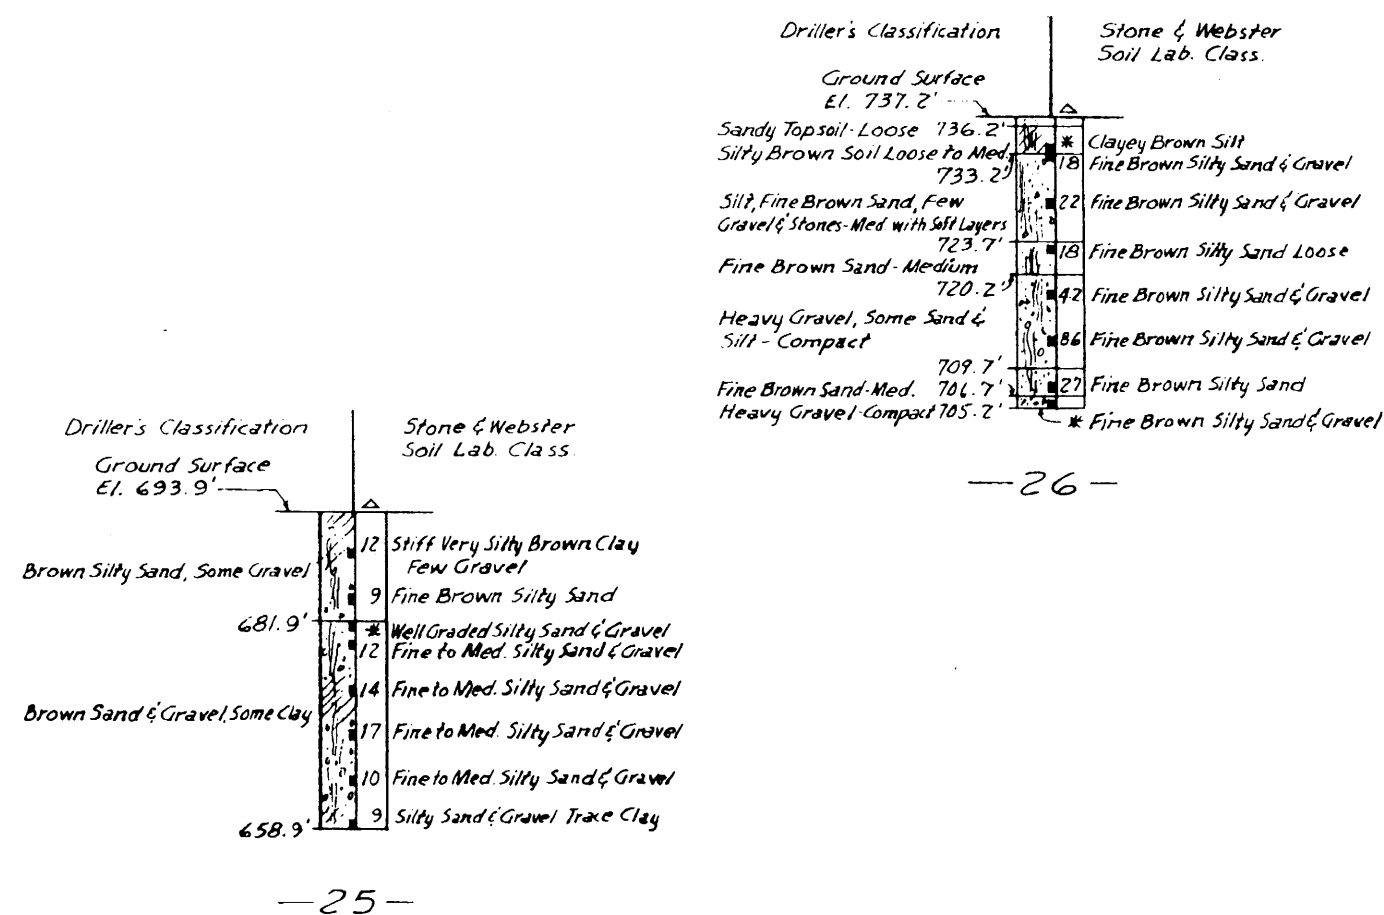 Driller's Classification
Stone & Webster
Soil Lab. Class.
Ground Surface
El. 737.2'
Sandy Topsoil-Loose 736.2'
* Clayey Brown Silt
Silty Brown Soil Loose to Med.
18 Fine Brown Silty Sand & Gravel
733.2'
Silt, Fine Brown Sand, Few
22 Fine Brown Silty Sand & Gravel
Gravel & Stones-Med. with Soft Layers
723.7'
18 Fine Brown Silty Sand Loose
Fine Brown Sand-Medium
720.2'
42 Fine Brown Silty Sand & Gravel
Heavy Gravel, Some Sand &
Silt-Compact
86 Fine Brown Silty Sand & Gravel
709.7'
Fine Brown Sand-Med. 706.7'
27 Fine Brown Silty Sand
Heavy Gravel-Compact 705.2'
* Fine Brown Silty Sand & Gravel
—26—
Driller's Classification
Stone & Webster
Soil Lab. Class.
Ground Surface
El. 693.9'
12 Stiff Very Silty Brown Clay
Few Gravel
Brown Silty Sand, Some Gravel
9 Fine Brown Silty Sand
681.9'
* Well Graded Silty Sand & Gravel
12 Fine to Med. Silty Sand & Gravel
14 Fine to Med. Silty Sand & Gravel
Brown Sand & Gravel, Some Clay
17 Fine to Med. Silty Sand & Gravel
10 Fine to Med. Silty Sand & Gravel
9 Silty Sand & Gravel Trace Clay
658.9'
—25—